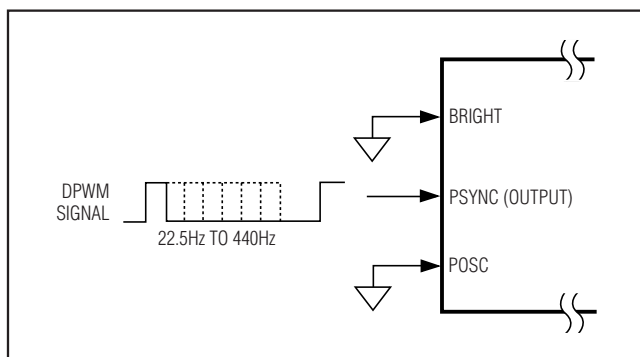 BRIGHT
DPWM
SIGNAL
PSYNC (OUTPUT)
22.5Hz TO 440Hz
POSC